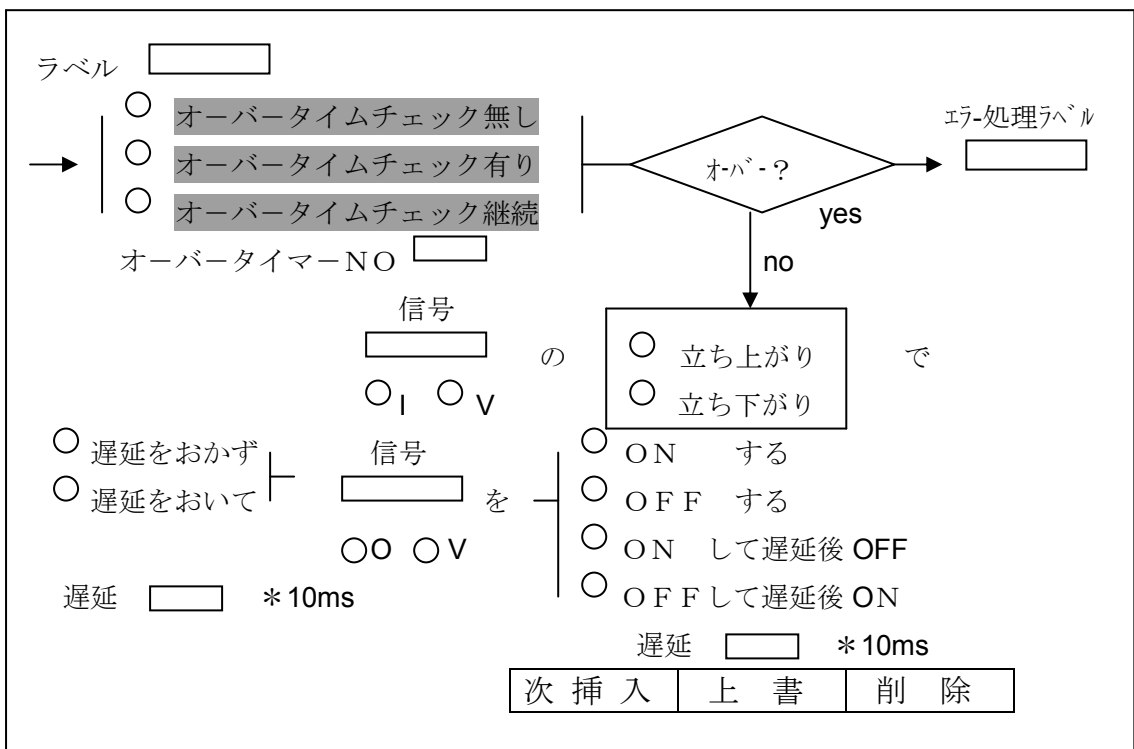 ラベル
オーバータイムチェック無し
オーバータイムチェック有り
オーバータイムチェック継続
オーバータイマーNO
ｵｰﾊﾞｰ？
ｴﾗｰ処理ﾗﾍﾞﾙ
yes
no
信号
の
立ち上がり
立ち下がり
で
I V
遅延をおかず
遅延をおいて
信号
を
O V
ＯＮ する
ＯＦＦ する
ＯＮ して遅延後 OFF
ＯＦＦして遅延後 ON
遅延 ＊10ms
遅延 ＊10ms
次 挿 入 上 書 削 除